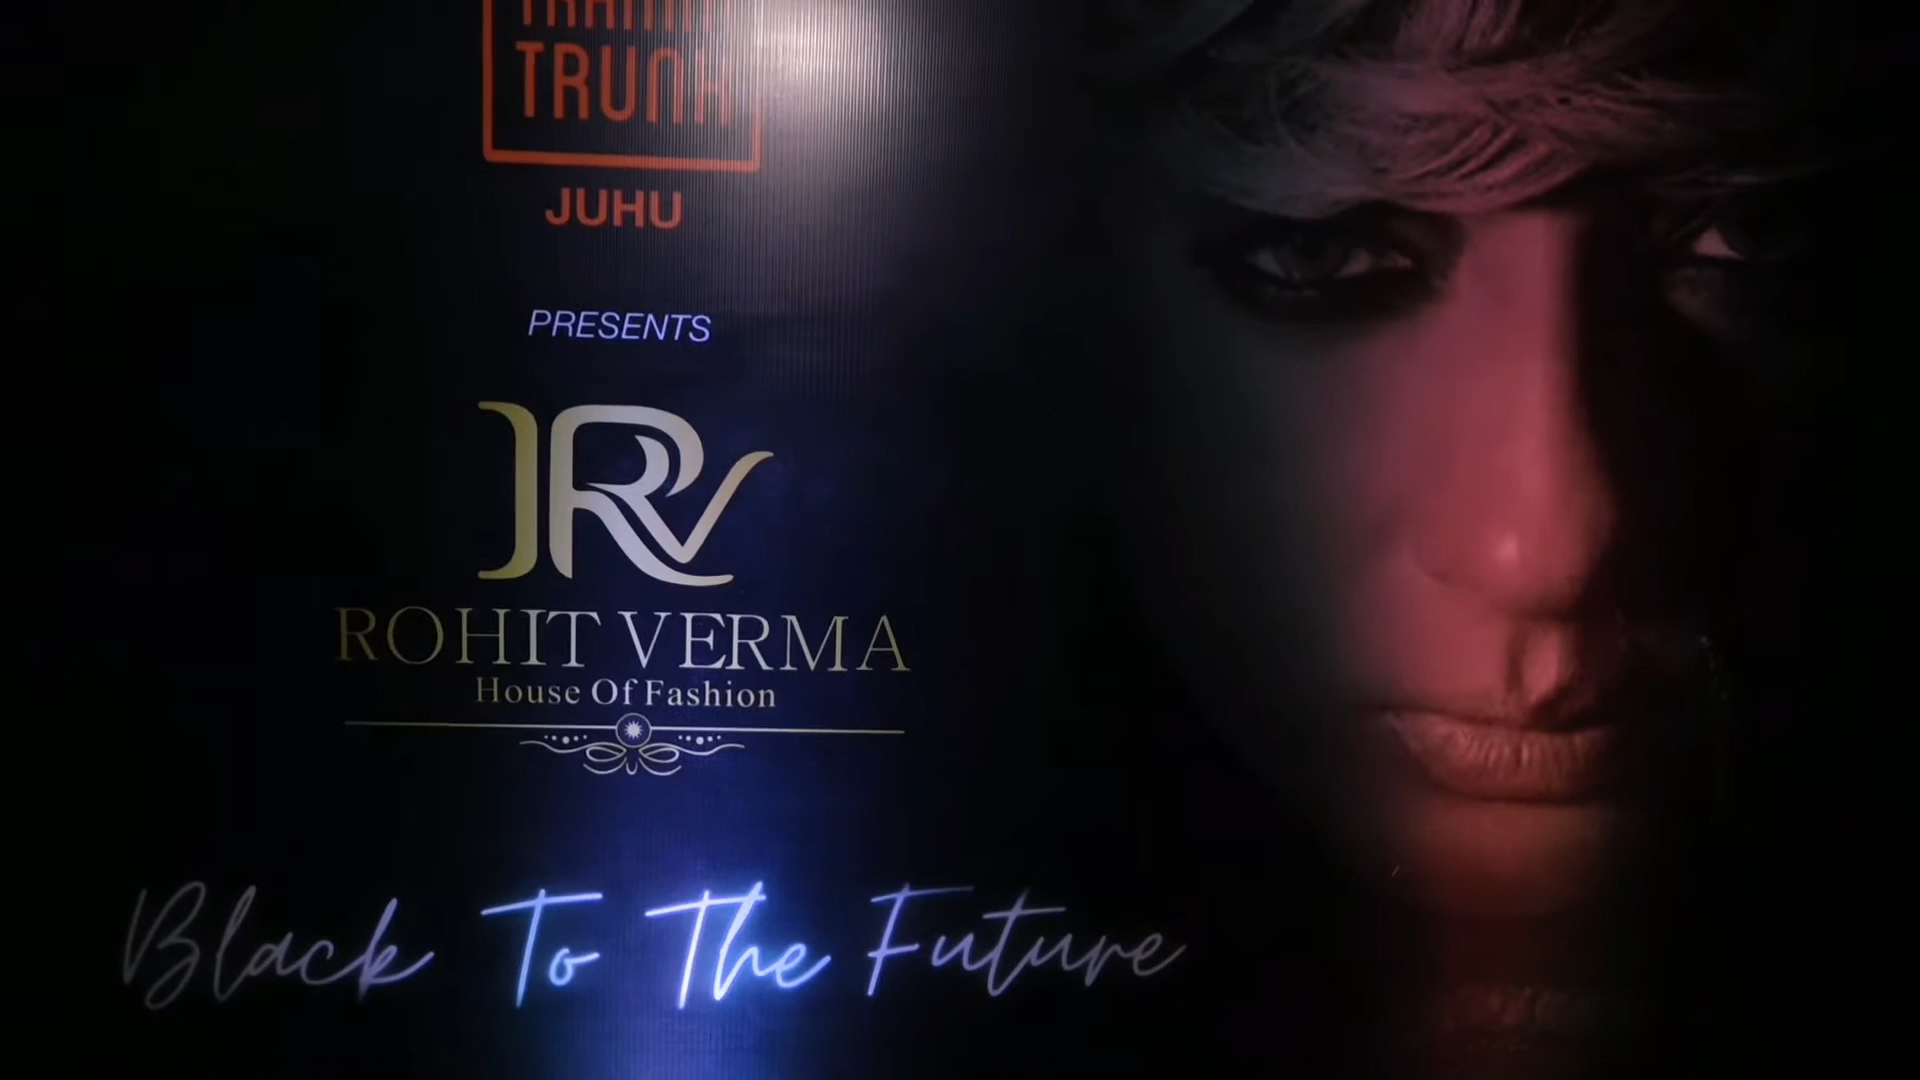 TRUNK
JUHU
PRESENTS
RV
ROHIT VERMA
House Of Fashion
Black To The Future